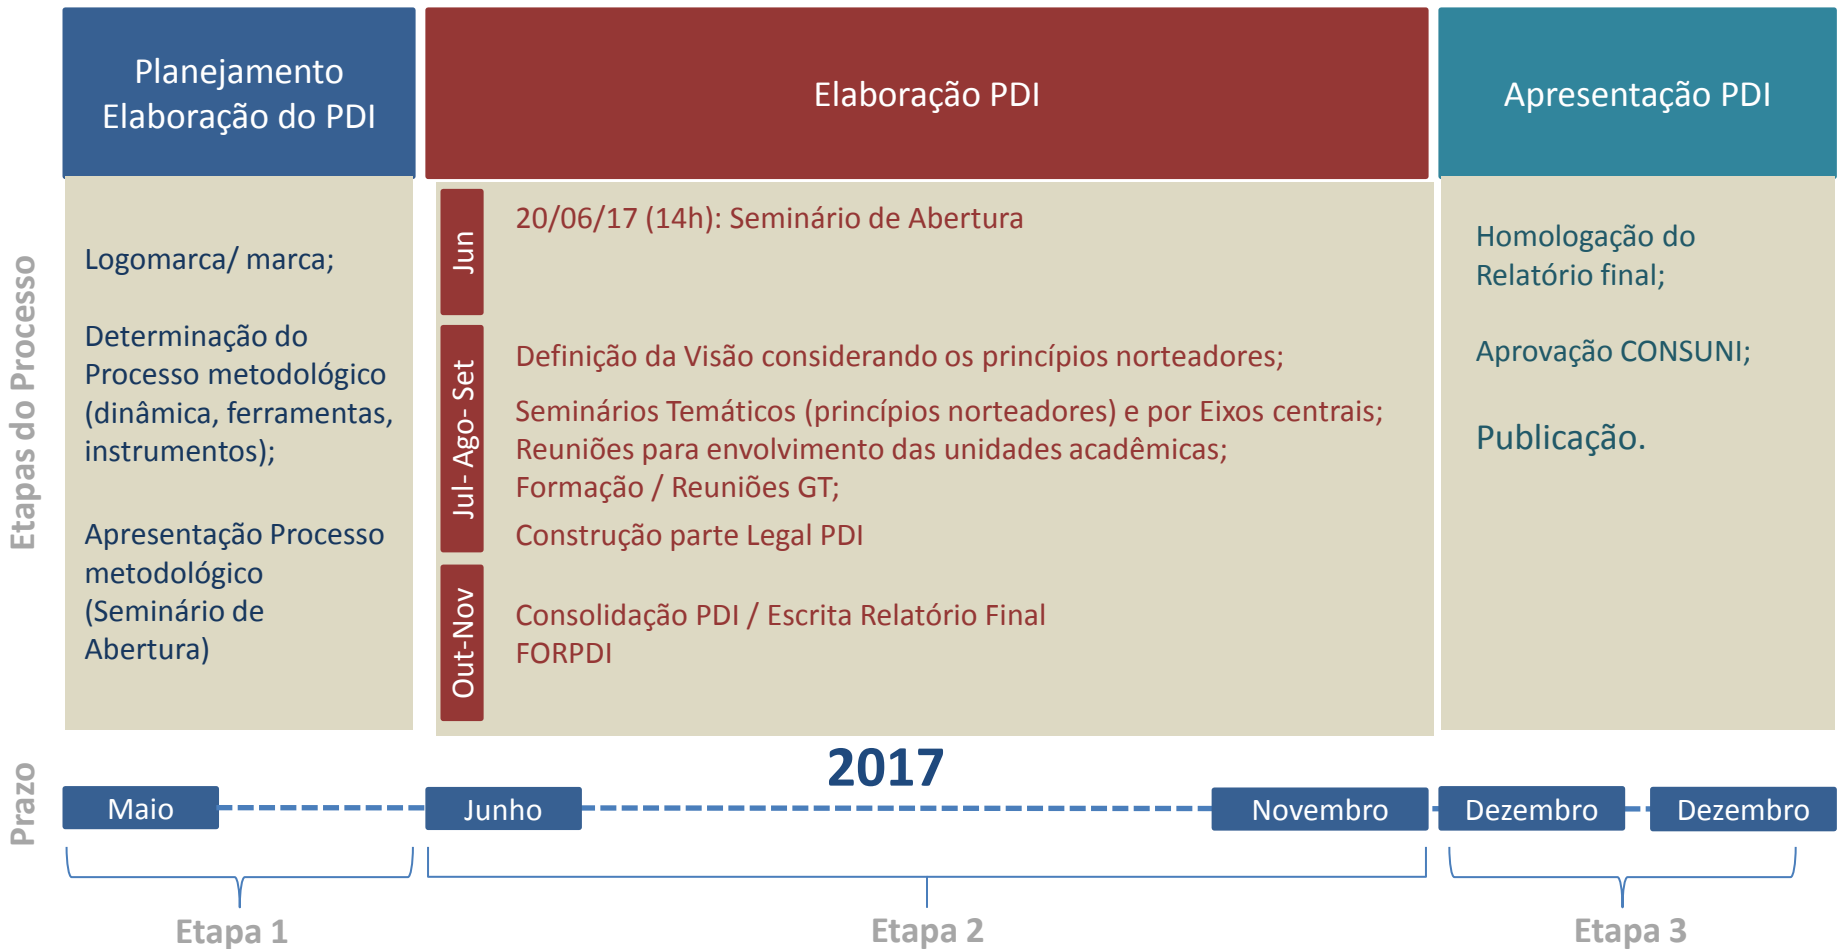 Planejamento
Elaboração do PDI
Elaboração PDI
Apresentação PDI
Etapas do Processo
Logomarca/ marca;
Determinação do
Processo metodológico
(dinâmica, ferramentas,
instrumentos);
Apresentação Processo
metodológico
(Seminário de
Abertura)
Jun
20/06/17 (14h): Seminário de Abertura
Jul- Ago- Set
Definição da Visão considerando os princípios norteadores;
Seminários Temáticos (princípios norteadores) e por Eixos centrais;
Reuniões para envolvimento das unidades acadêmicas;
Formação / Reuniões GT;
Construção parte Legal PDI
Out-Nov
Consolidação PDI / Escrita Relatório Final
FORPDI
Homologação do
Relatório final;
Aprovação CONSUNI;
Publicação.
2017
Prazo
Maio
Junho
Novembro
Dezembro
Dezembro
Etapa 1
Etapa 2
Etapa 3